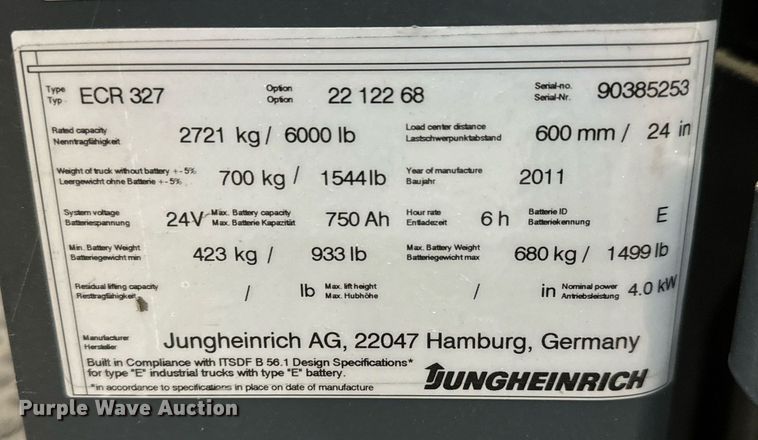 Type ECR 327 Option 22 122 68 Serial-no. 90385253
Typ Option Serial-Nr.
Rated capacity 2721 kg / 6000 lb Load center distance 600 mm / 24 in
Nenntragfähigkeit Lastschwerpunktabstand
Weight of truck without battery +-5% 700 kg / 1544 lb Year of manufacture 2011
Leergewicht ohne Batterie +-5% Baujahr
System voltage 24V Max. Battery capacity 750 Ah Hour rate 6 h Batterie ID E
Batteriespannung Max. Batterie Kapazität Entladezeit Batteriekennung
Min. Battery Weight 423 kg / 933 lb Max. Battery Weight 680 kg / 1499 lb
Batteriegewicht min Batteriegewicht max
Residual lifting capacity / lb Max. lift height / in Nominal power 4.0 kW
Resttragfähigkeit Max. Hubhöhe Antriebsleistung
Manufacturer Jungheinrich AG, 22047 Hamburg, Germany
Hersteller
Built in Compliance with ITSDF B 56.1 Design Specifications*
for type "E" industrial trucks with type "E" battery.
*in accordance to specifications in place on date of manufacture
JUNGHEINRICH
Purple Wave Auction